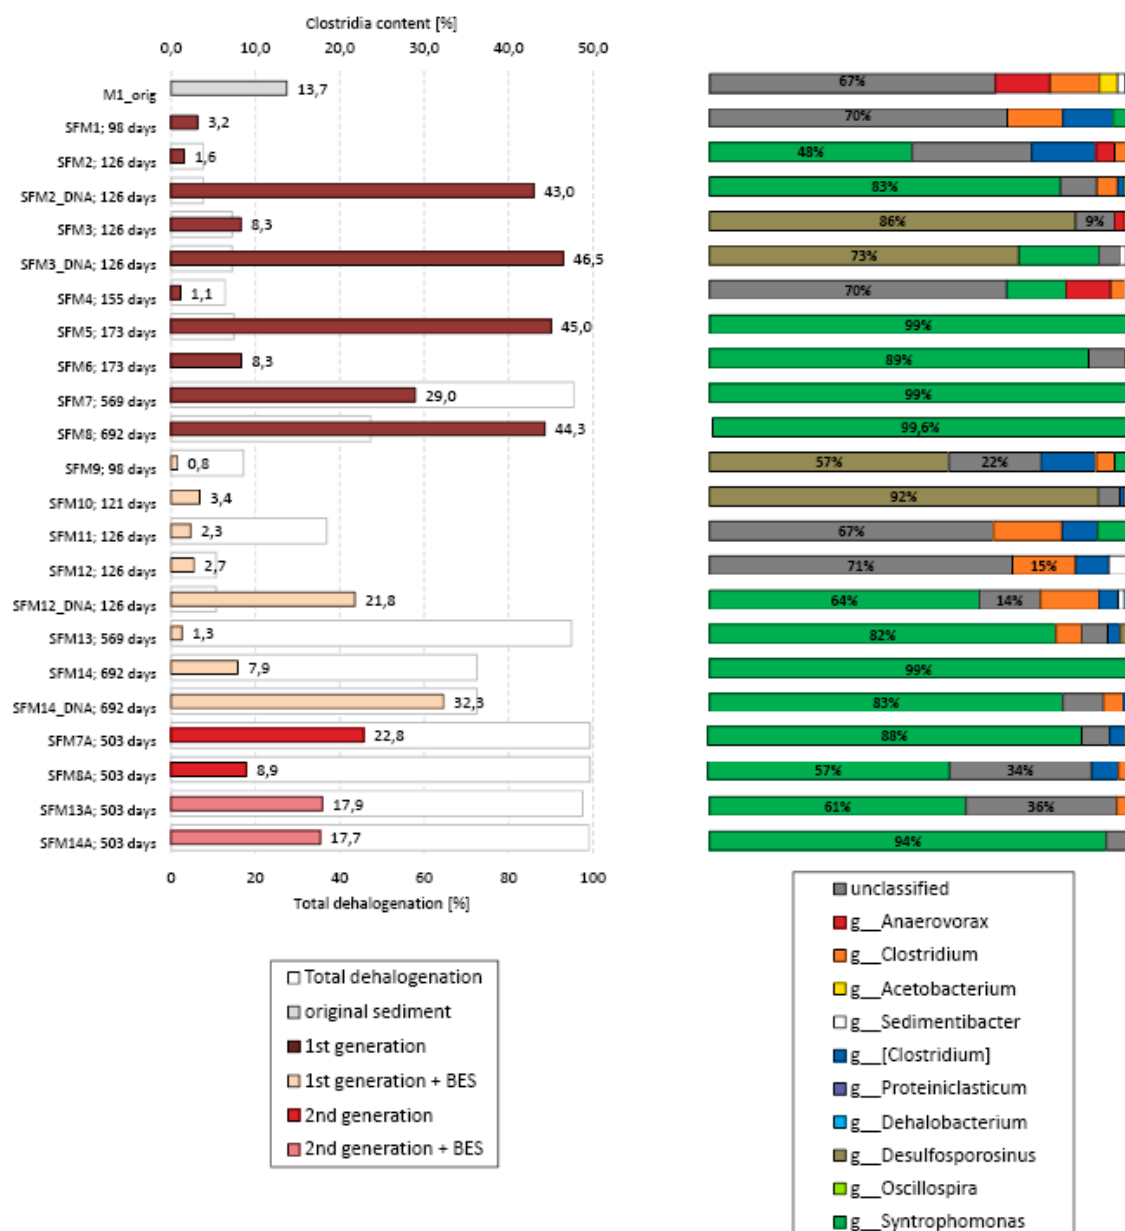 Clostridia content [%]
0,0 10,0 20,0 30,0 40,0 50,0
M1_orig 13,7 67%
SFM1; 98 days 3,2 70%
SFM2; 126 days 1,6 48%
SFM2_DNA; 126 days 43,0 83%
SFM3; 126 days 8,3 86% 9%
SFM3_DNA; 126 days 46,5 73%
SFM4; 155 days 1,1 70%
SFM5; 173 days 45,0 99%
SFM6; 173 days 8,3 89%
SFM7; 569 days 29,0 99%
SFM8; 692 days 44,3 99,6%
SFM9; 98 days 0,8 57% 22%
SFM10; 121 days 3,4 92%
SFM11; 126 days 2,3 67%
SFM12; 126 days 2,7 71% 15%
SFM12_DNA; 126 days 21,8 64% 14%
SFM13; 569 days 1,3 82%
SFM14; 692 days 7,9 99%
SFM14_DNA; 692 days 32,3 83%
SFM7A; 503 days 22,8 88%
SFM8A; 503 days 8,9 57% 34%
SFM13A; 503 days 17,9 61% 36%
SFM14A; 503 days 17,7 94%
0 20 40 60 80 100
Total dehalogenation [%]
Total dehalogenation
original sediment
1st generation
1st generation + BES
2nd generation
2nd generation + BES
unclassified
g__Anaerovorax
g__Clostridium
g__Acetobacterium
g__Sedimentibacter
g__[Clostridium]
g__Proteiniclasticum
g__Dehalobacterium
g__Desulfosporosinus
g__Oscillospira
g__Syntrophomonas